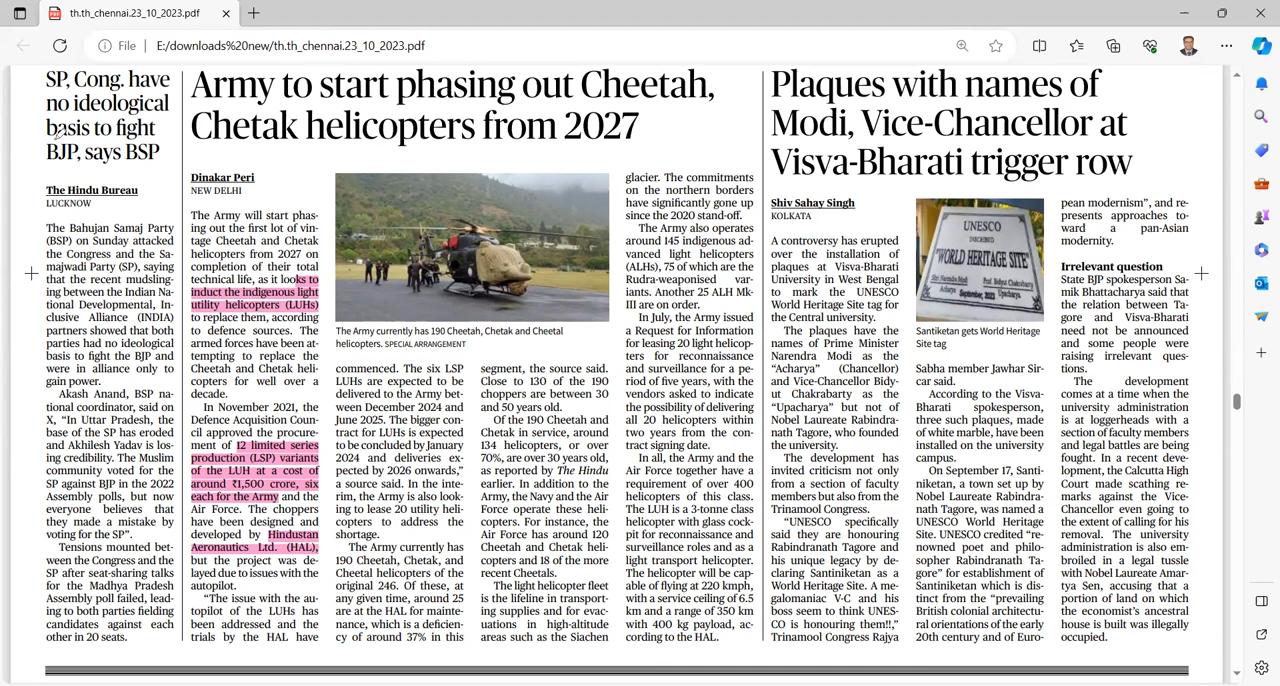 th.th_chennai.23_10_2023.pdf
File
E:/downloads%20new/th.th_chennai.23_10_2023.pdf
SP, Cong. have
no ideological
basis to fight
BJP, says BSP
The Hindu Bureau
LUCKNOW
The Bahujan Samaj Party
(BSP) on Sunday attacked
the Congress and the Sa-
majwadi Party (SP), saying
that the recent mudsling-
ing between the Indian Na-
tional Developmental, In-
clusive Alliance (INDIA)
partners showed that both
parties had no ideological
basis to fight the BJP and
were in alliance only to
gain power.
Akash Anand, BSP na-
tional coordinator, said on
X, “In Uttar Pradesh, the
base of the SP has eroded
and Akhilesh Yadav is los-
ing credibility. The Muslim
community voted for the
SP against BJP in the 2022
Assembly polls, but now
everyone believes that
they made a mistake by
voting for the SP”.
Tensions mounted bet-
ween the Congress and the
SP after seat-sharing talks
for the Madhya Pradesh
Assembly poll failed, lead-
ing to both parties fielding
candidates against each
other in 20 seats.
Army to start phasing out Cheetah,
Chetak helicopters from 2027
Dinakar Peri
NEW DELHI
The Army will start phas-
ing out the first lot of vin-
tage Cheetah and Chetak
helicopters from 2027 on
completion of their total
technical life, as it looks to
induct the indigenous light
utility helicopters (LUHs)
to replace them, according
to defence sources. The
armed forces have been at-
tempting to replace the
Cheetah and Chetak heli-
copters for well over a
decade.
In November 2021, the
Defence Acquisition Coun-
cil approved the procure-
ment of 12 limited series
production (LSP) variants
of the LUH at a cost of
around ₹1,500 crore, six
each for the Army and the
Air Force. The choppers
have been designed and
developed by Hindustan
Aeronautics Ltd. (HAL),
but the project was de-
layed due to issues with the
autopilot.
“The issue with the au-
topilot of the LUHs has
been addressed and the
trials by the HAL have
The Army currently has 190 Cheetah, Chetak and Cheetal
helicopters. SPECIAL ARRANGEMENT
commenced. The six LSP
LUHs are expected to be
delivered to the Army bet-
ween December 2024 and
June 2025. The bigger con-
tract for LUHs is expected
to be concluded by January
2024 and deliveries ex-
pected by 2026 onwards,”
a source said. In the inte-
rim, the Army is also look-
ing to lease 20 utility heli-
copters to address the
shortage.
The Army currently has
190 Cheetah, Chetak, and
Cheetal helicopters of the
original 246. Of these, at
any given time, around 25
are at the HAL for mainte-
nance, which is a deficien-
cy of around 37% in this
segment, the source said.
Close to 130 of the 190
choppers are between 30
and 50 years old.
Of the 190 Cheetah and
Chetak in service, around
134 helicopters, or over
70%, are over 30 years old,
as reported by The Hindu
earlier. In addition to the
Army, the Navy and the Air
Force operate these heli-
copters. For instance, the
Air Force has around 120
Cheetah and Chetak heli-
copters and 18 of the more
recent Cheetals.
The light helicopter fleet
is the lifeline in transport-
ing supplies and for evac-
uations in high-altitude
areas such as the Siachen
glacier. The commitments
on the northern borders
have significantly gone up
since the 2020 stand-off.
The Army also operates
around 145 indigenous ad-
vanced light helicopters
(ALHs), 75 of which are the
Rudra-weaponised vari-
ants. Another 25 ALH Mk-
III are on order.
In July, the Army issued
a Request for Information
for leasing 20 light helicop-
ters for reconnaissance
and surveillance for a pe-
riod of five years, with the
vendors asked to indicate
the possibility of delivering
all 20 helicopters within
two years from the con-
tract signing date.
In all, the Army and the
Air Force together have a
requirement of over 400
helicopters of this class.
The LUH is a 3-tonne class
helicopter with glass cock-
pit for reconnaissance and
surveillance roles and as a
light transport helicopter.
The helicopter will be cap-
able of flying at 220 kmph,
with a service ceiling of 6.5
km and a range of 350 km
with 400 kg payload, ac-
cording to the HAL.
Plaques with names of
Modi, Vice-Chancellor at
Visva-Bharati trigger row
Shiv Sahay Singh
KOLKATA
A controversy has erupted
over the installation of
plaques at Visva-Bharati
University in West Bengal
to mark the UNESCO
World Heritage Site tag for
the Central university.
The plaques have the
names of Prime Minister
Narendra Modi as the
“Acharya” (Chancellor)
and Vice-Chancellor Bidy-
ut Chakrabarty as the
“Upacharya” but not of
Nobel Laureate Rabindra-
nath Tagore, who founded
the university.
The development has
invited criticism not only
from a section of faculty
members but also from the
Trinamool Congress.
“UNESCO specifically
said they are honouring
Rabindranath Tagore and
his unique legacy by de-
claring Santiniketan as a
World Heritage Site. A me-
galomaniac V-C and his
boss seem to think UNES-
CO is honouring them!!,”
Trinamool Congress Rajya
UNESCO
INSCRIBED
"WORLD HERITAGE SITE"
Shri Narendra Modi
Prof. Bidyut Chakrabarty
Acharya
Upacharya
September, 2023
Santiketan gets World Heritage
Site tag
Sabha member Jawhar Sir-
car said.
According to the Visva-
Bharati spokesperson,
three such plaques, made
of white marble, have been
installed on the university
campus.
On September 17, Santi-
niketan, a town set up by
Nobel Laureate Rabindra-
nath Tagore, was named a
UNESCO World Heritage
Site. UNESCO credited “re-
nowned poet and philo-
sopher Rabindranath Ta-
gore” for establishment of
Santiniketan which is dis-
tinct from the “prevailing
British colonial architectu-
ral orientations of the early
20th century and of Euro-
pean modernism”, and re-
presents approaches to-
ward a pan-Asian
modernity.
Irrelevant question
State BJP spokesperson Sa-
mik Bhattacharya said that
the relation between Ta-
gore and Visva-Bharati
need not be announced
and some people were
raising irrelevant ques-
tions.
The development
comes at a time when the
university administration
is at loggerheads with a
section of faculty members
and legal battles are being
fought. In a recent deve-
lopment, the Calcutta High
Court made scathing re-
marks against the Vice-
Chancellor even going to
the extent of calling for his
removal. The university
administration is also em-
broiled in a legal tussle
with Nobel Laureate Amar-
tya Sen, accusing that a
portion of land on which
the economist’s ancestral
house is built was illegally
occupied.